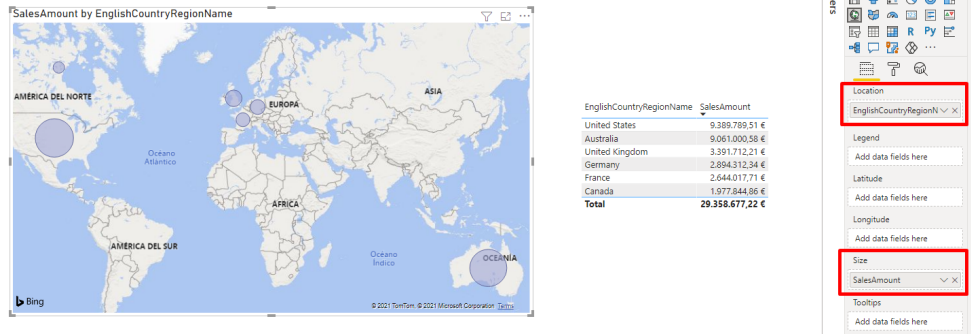 SalesAmount by EnglishCountryRegionName
AMÉRICA DEL NORTE
EUROPA
ASIA
Océano
Atlántico
ÁFRICA
AMÉRICA DEL SUR
Océano
Índico
OCEANÍA
Bing
© 2021 TomTom, © 2021 Microsoft Corporation Terms
EnglishCountryRegionName SalesAmount
United States 9.389.789,51 €
Australia 9.061.000,58 €
United Kingdom 3.391.712,21 €
Germany 2.894.312,34 €
France 2.644.017,71 €
Canada 1.977.844,86 €
Total 29.358.677,22 €
ers
R Py
Location
EnglishCountryRegionN
Legend
Add data fields here
Latitude
Add data fields here
Longitude
Add data fields here
Size
SalesAmount
Tooltips
Add data fields here